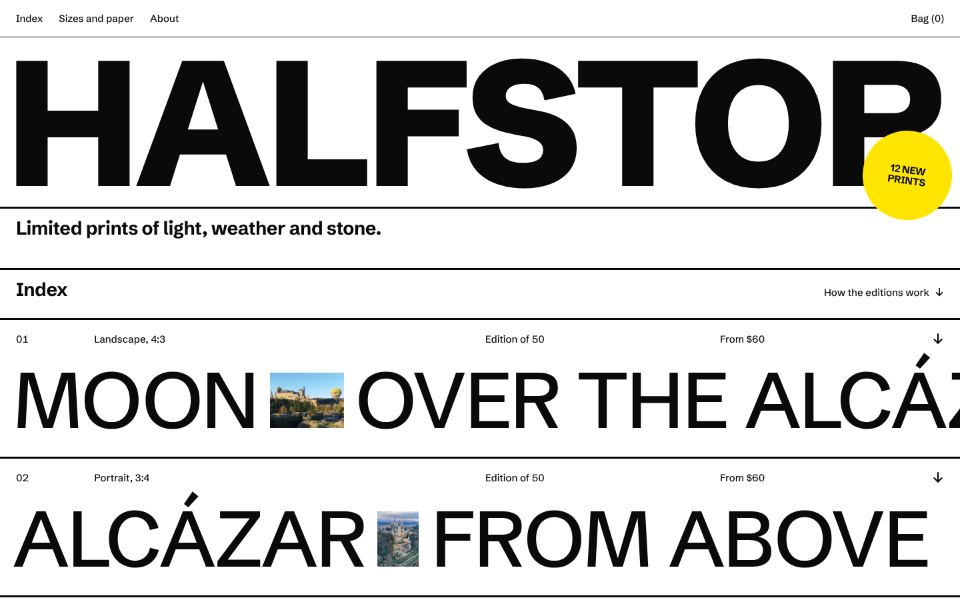 Index Sizes and paper About Bag (0)
HALFSTOP
12 NEW
PRINTS
Limited prints of light, weather and stone.
Index How the editions work ↓
01 Landscape, 4:3 Edition of 50 From $60 ↓
MOON OVER THE ALCÁZ
02 Portrait, 3:4 Edition of 50 From $60 ↓
ALCÁZAR FROM ABOVE